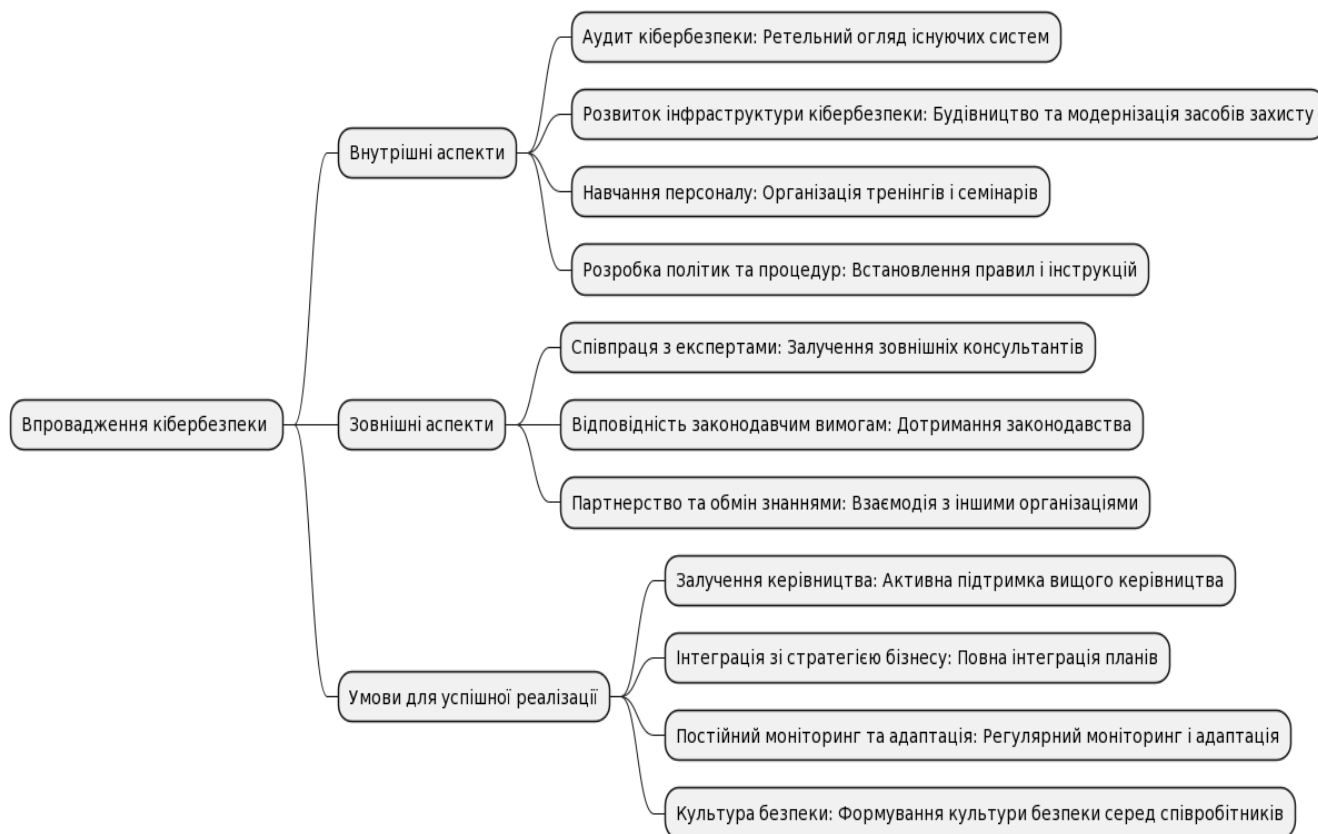 Впровадження кібербезпеки
Внутрішні аспекти
Аудит кібербезпеки: Ретельний огляд існуючих систем
Розвиток інфраструктури кібербезпеки: Будівництво та модернізація засобів захисту
Навчання персоналу: Організація тренінгів і семінарів
Розробка політик та процедур: Встановлення правил і інструкцій
Зовнішні аспекти
Співпраця з експертами: Залучення зовнішніх консультантів
Відповідність законодавчим вимогам: Дотримання законодавства
Партнерство та обмін знаннями: Взаємодія з іншими організаціями
Умови для успішної реалізації
Залучення керівництва: Активна підтримка вищого керівництва
Інтеграція зі стратегією бізнесу: Повна інтеграція планів
Постійний моніторинг та адаптація: Регулярний моніторинг і адаптація
Культура безпеки: Формування культури безпеки серед співробітників